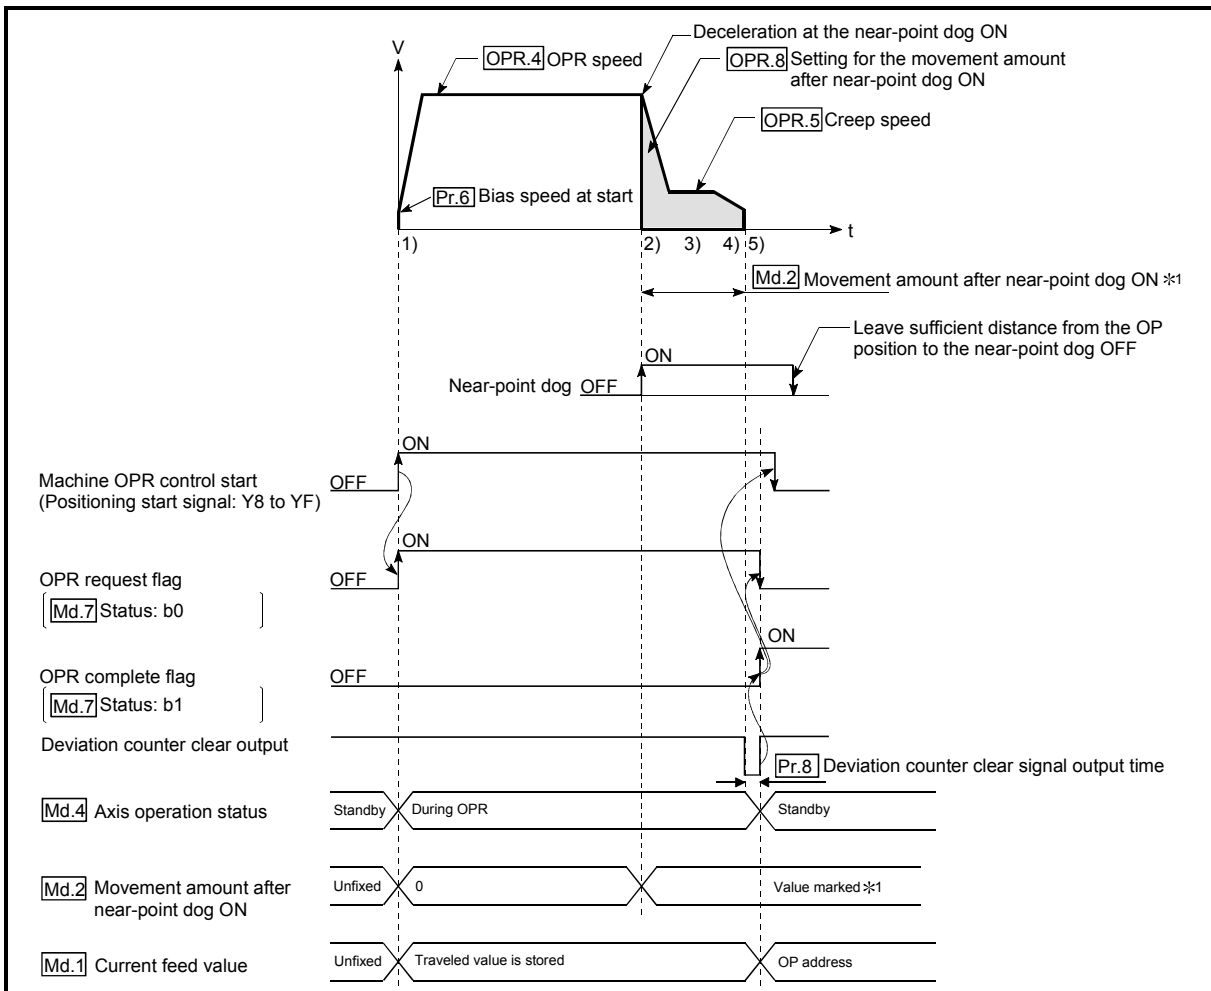 Deceleration at the near-point dog ON
V
OPR.4 OPR speed
OPR.8 Setting for the movement amount
after near-point dog ON
OPR.5 Creep speed
Pr.6 Bias speed at start
t
1) 2) 3) 4) 5)
Md.2 Movement amount after near-point dog ON ✻1
Leave sufficient distance from the OP
position to the near-point dog OFF
ON
Near-point dog OFF
ON
Machine OPR control start
(Positioning start signal: Y8 to YF)
OFF
ON
OPR request flag
OFF
Md.7 Status: b0
ON
OPR complete flag
OFF
Md.7 Status: b1
Deviation counter clear output
Pr.8 Deviation counter clear signal output time
Md.4 Axis operation status
Standby
During OPR
Standby
Md.2 Movement amount after
near-point dog ON
Unfixed
0
Value marked ✻1
Md.1 Current feed value
Unfixed
Traveled value is stored
OP address